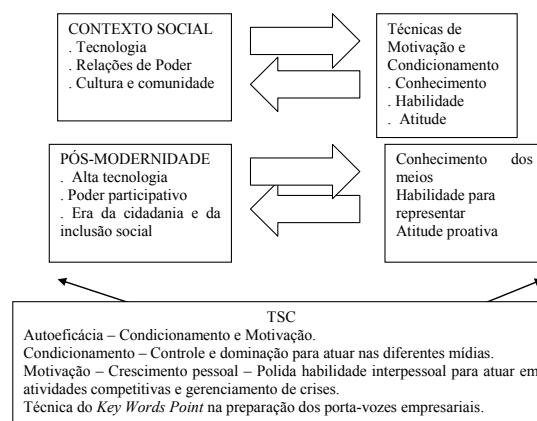 CONTEXTO SOCIAL
. Tecnologia
. Relações de Poder
. Cultura e comunidade
Técnicas de
Motivação e
Condicionamento
. Conhecimento
. Habilidade
. Atitude
PÓS-MODERNIDADE
. Alta tecnologia
. Poder participativo
. Era da cidadania e da
inclusão social
Conhecimento dos
meios
Habilidade para
representar
Atitude proativa
TSC
Autoeficácia – Condicionamento e Motivação.
Condicionamento – Controle e dominação para atuar nas diferentes mídias.
Motivação – Crescimento pessoal – Polida habilidade interpessoal para atuar em
atividades competitivas e gerenciamento de crises.
Técnica do Key Words Point na preparação dos porta-vozes empresariais.